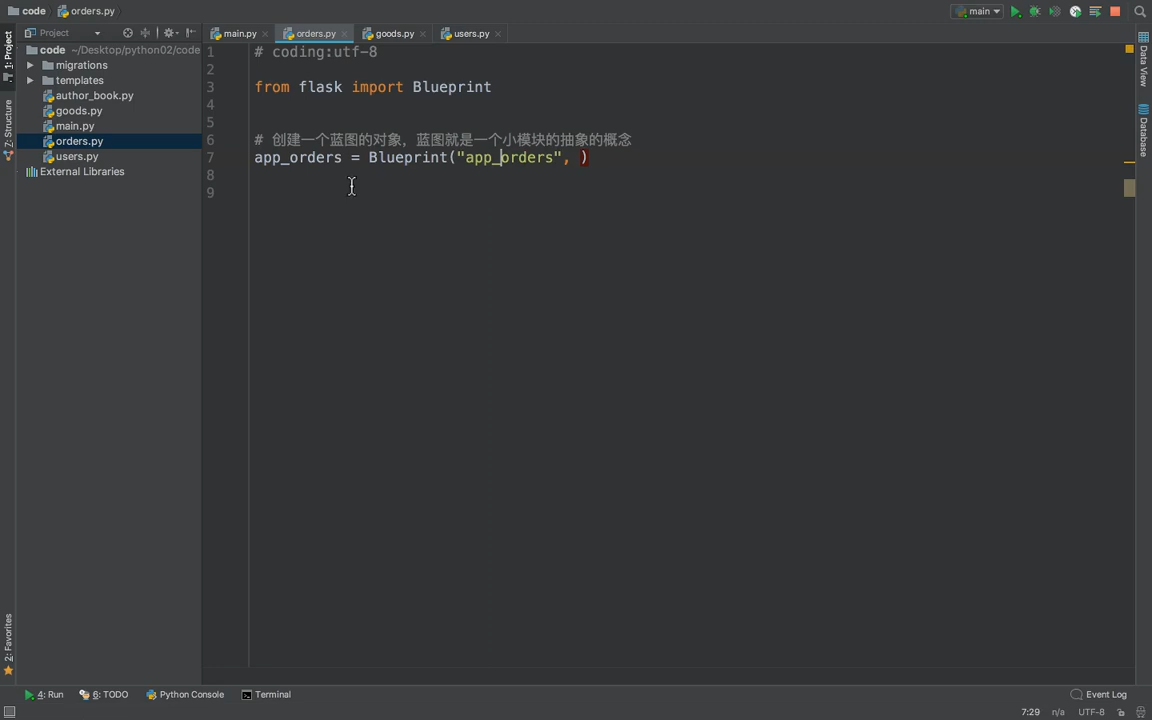 code orders.py main
Project main.py orders.py goods.py users.py
code ~/Desktop/python02/code
migrations
templates
author_book.py
goods.py
main.py
orders.py
users.py
External Libraries
1: Project
7: Structure
2: Favorites
1 # coding:utf-8
2
3 from flask import Blueprint
4
5
6 # 创建一个蓝图的对象，蓝图就是一个小模块的抽象的概念
7 app_orders = Blueprint("app_orders", )
8
9
Data View
Database
4: Run 6: TODO Python Console Terminal Event Log
7:29 n/a UTF-8